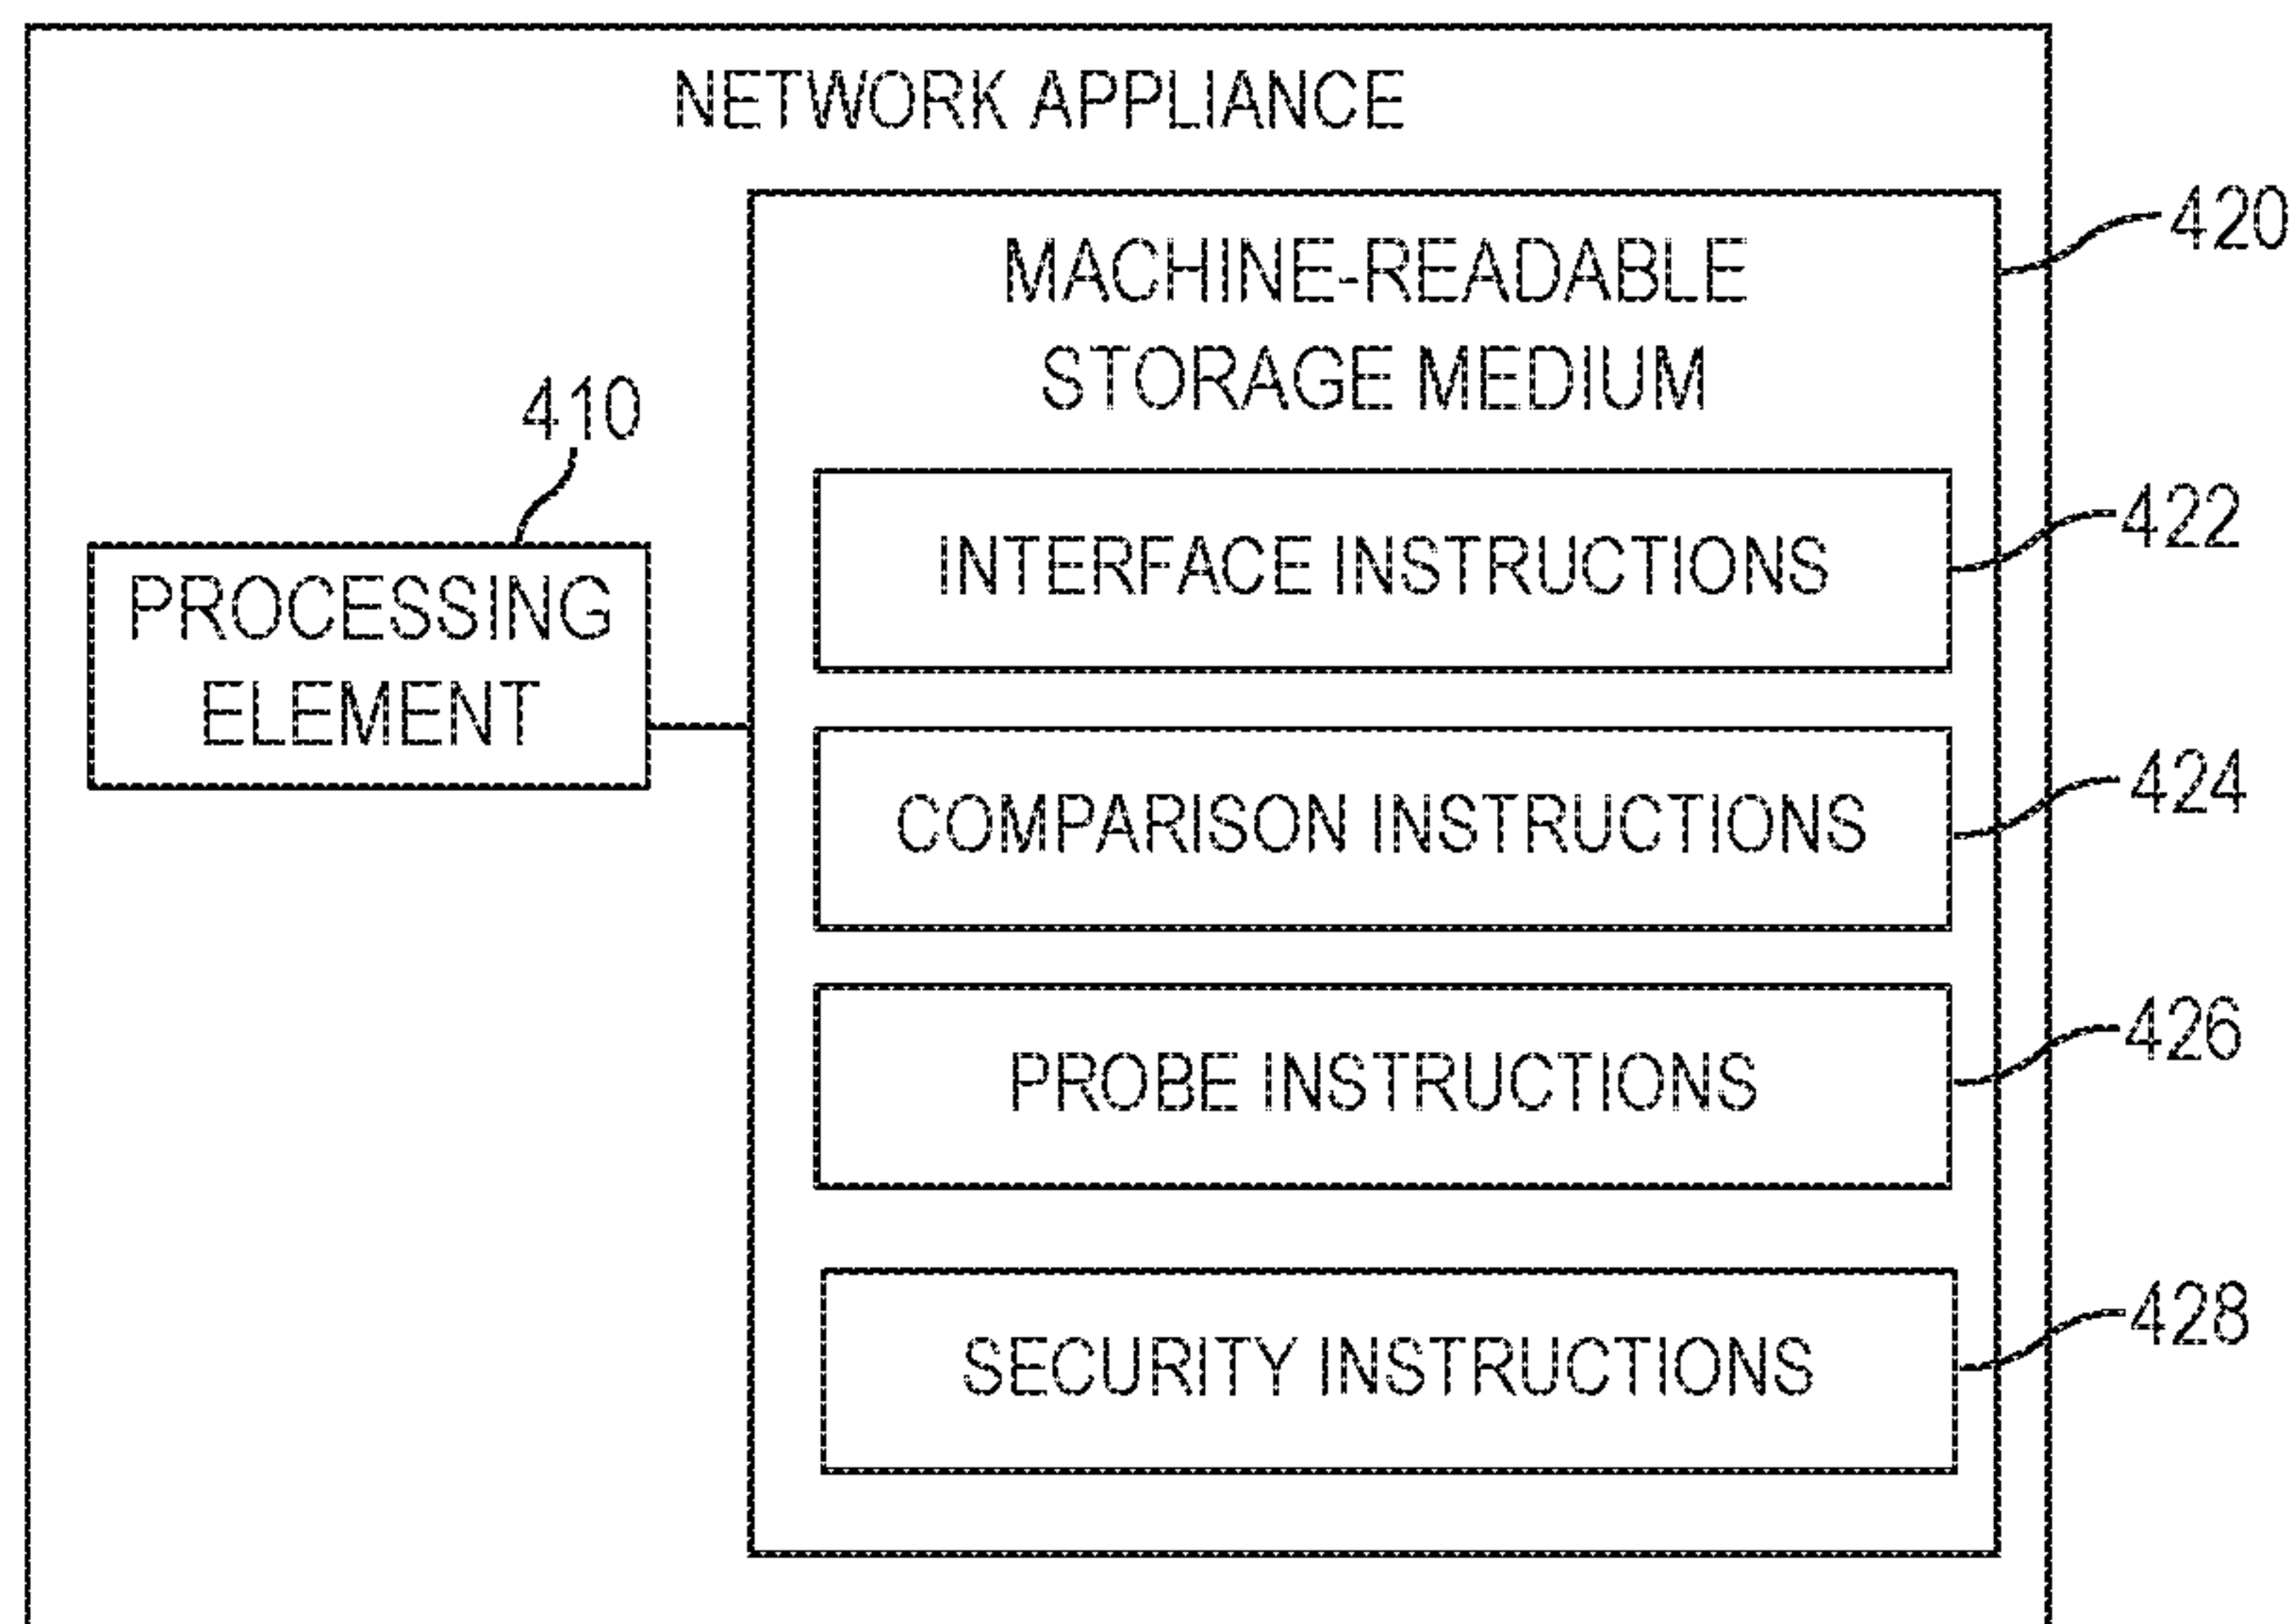 NETWORK APPLIANCE
420
MACHINE-READABLE
STORAGE MEDIUM
410
422
INTERFACE INSTRUCTIONS
PROCESSING
ELEMENT
424
COMPARISON INSTRUCTIONS
426
PROBE INSTRUCTIONS
428
SECURITY INSTRUCTIONS